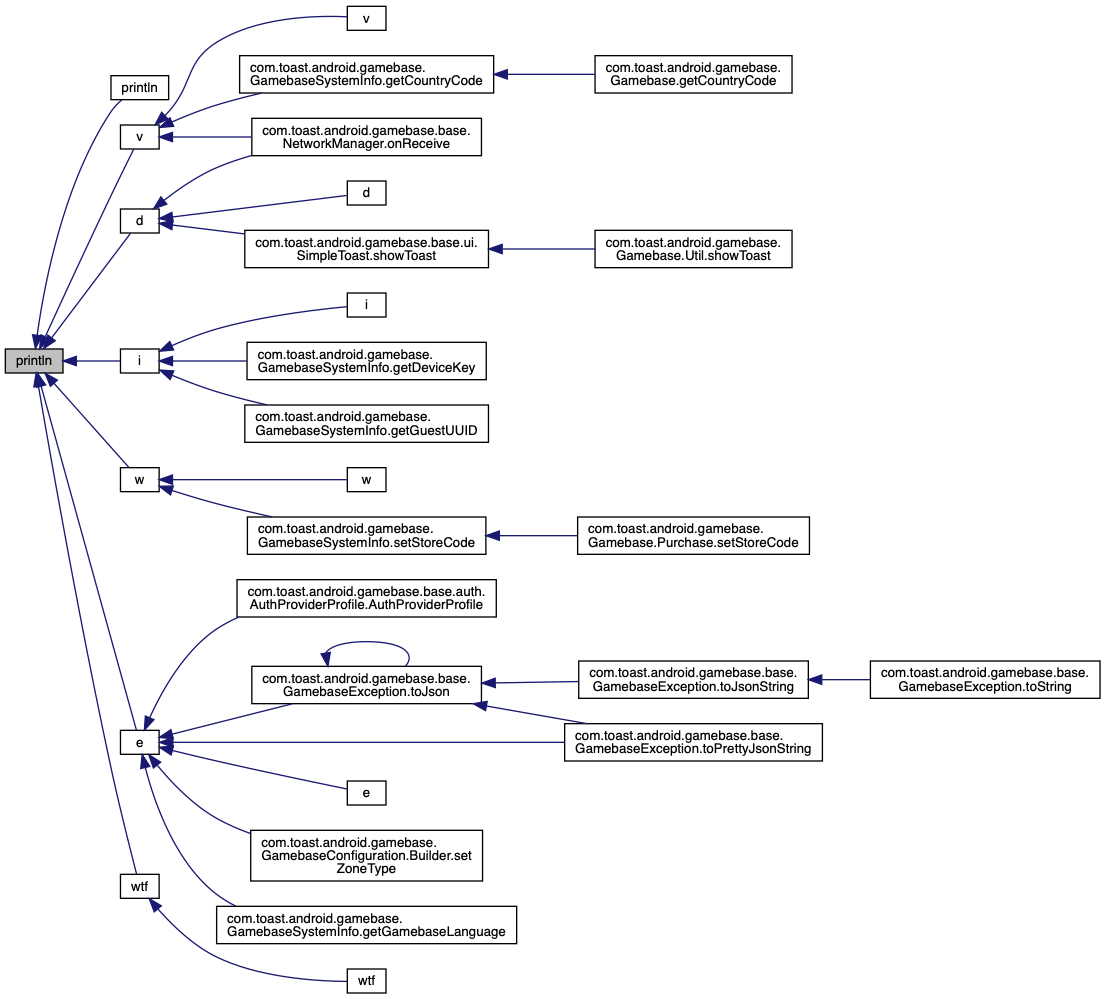 v
com.toast.android.gamebase.
GamebaseSystemInfo.getCountryCode
com.toast.android.gamebase.
Gamebase.getCountryCode
println
v
com.toast.android.gamebase.base.
NetworkManager.onReceive
d
d
com.toast.android.gamebase.base.ui.
SimpleToast.showToast
com.toast.android.gamebase.
Gamebase.Util.showToast
i
println
i
com.toast.android.gamebase.
GamebaseSystemInfo.getDeviceKey
com.toast.android.gamebase.
GamebaseSystemInfo.getGuestUUID
w
w
com.toast.android.gamebase.
GamebaseSystemInfo.setStoreCode
com.toast.android.gamebase.
Gamebase.Purchase.setStoreCode
com.toast.android.gamebase.base.auth.
AuthProviderProfile.AuthProviderProfile
com.toast.android.gamebase.base.
GamebaseException.toJson
com.toast.android.gamebase.base.
GamebaseException.toJsonString
com.toast.android.gamebase.base.
GamebaseException.toString
e
com.toast.android.gamebase.base.
GamebaseException.toPrettyJsonString
e
com.toast.android.gamebase.
GamebaseConfiguration.Builder.set
ZoneType
wtf
com.toast.android.gamebase.
GamebaseSystemInfo.getGamebaseLanguage
wtf